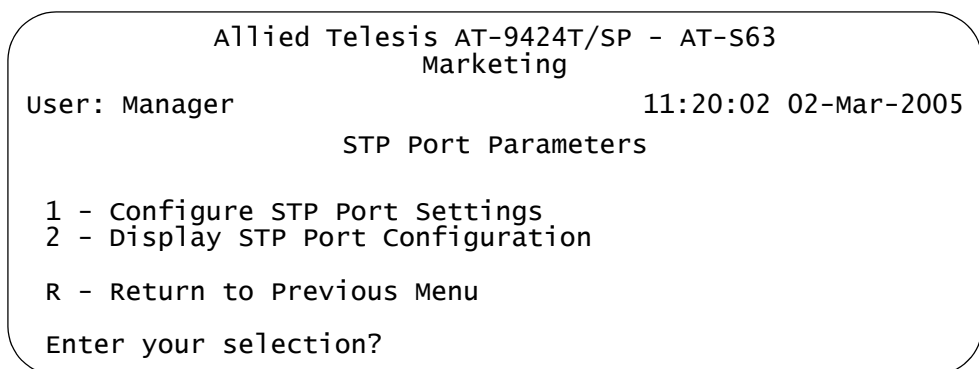 Allied Telesis AT-9424T/SP - AT-S63
Marketing
User: Manager 11:20:02 02-Mar-2005
STP Port Parameters
1 - Configure STP Port Settings
2 - Display STP Port Configuration
R - Return to Previous Menu
Enter your selection?